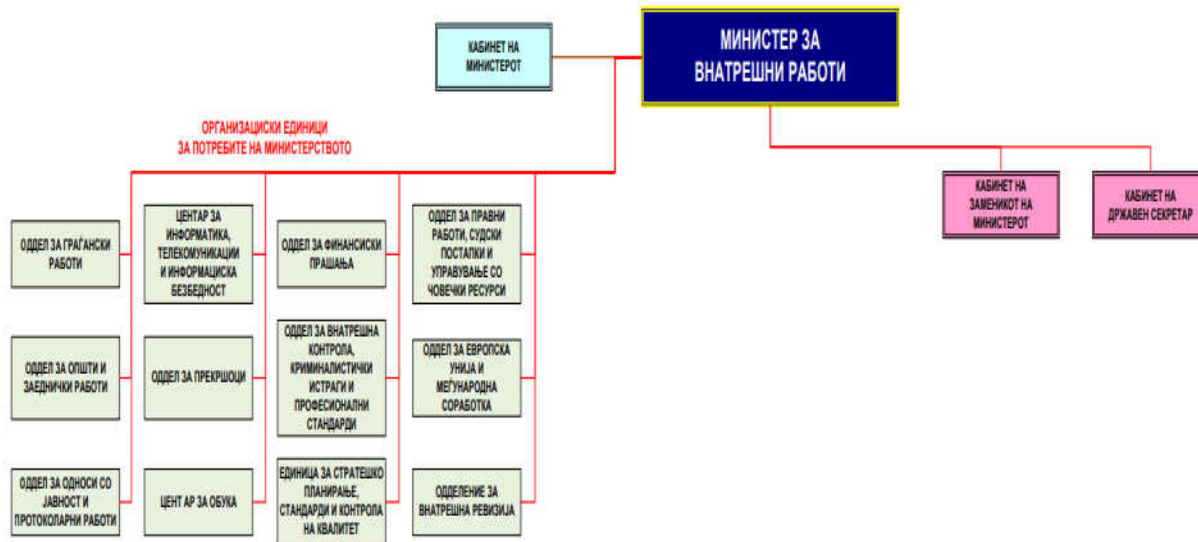 КАБИНЕТ НА
МИНИСТЕРОТ
МИНИСТЕР ЗА
ВНАТРЕШНИ РАБОТИ
ОРГАНИЗАЦИСКИ ЕДИНИЦИ
ЗА ПОТРЕБИТЕ НА МИНИСТЕРСТВОТО
КАБИНЕТ НА
ЗАМЕНИКОТ НА
МИНИСТЕРОТ
КАБИНЕТ НА
ДРЖАВЕН СЕКРЕТАР
ОДДЕЛ ЗА ГРАЃАНСКИ
РАБОТИ
ЦЕНТАР ЗА
ИНФОРМАТИКА,
ТЕЛЕКОМУНИКАЦИИ
И ИНФОРМАЦИСКА
БЕЗБЕДНОСТ
ОДДЕЛ ЗА ФИНАНСИСКИ
ПРАШАЊА
ОДДЕЛ ЗА ПРАВНИ
РАБОТИ, СУДСКИ
ПОСТАПКИ И
УПРАВУВАЊЕ СО
ЧОВЕЧКИ РЕСУРСИ
ОДДЕЛ ЗА ОПШТИ И
ЗАЕДНИЧКИ РАБОТИ
ОДДЕЛ ЗА ПРЕКРШОЦИ
ОДДЕЛ ЗА ВНАТРЕШНА
КОНТРОЛА,
КРИМИНАЛИСТИЧКИ
ИСТРАГИ И
ПРОФЕСИОНАЛНИ
СТАНДАРДИ
ОДДЕЛ ЗА ЕВРОПСКА
УНИЈА И
МЕЃУНАРОДНА
СОРАБОТКА
ОДДЕЛ ЗА ОДНОСИ СО
ЈАВНОСТ И
ПРОТОКОЛАРНИ РАБОТИ
ЦЕНТ АР ЗА ОБУКА
ЕДИНИЦА ЗА СТРАТЕШКО
ПЛАНИРАЊЕ,
СТАНДАРДИ И КОНТРОЛА
НА КВАЛИТЕТ
ОДДЕЛЕНИЕ ЗА
ВНАТРЕШНА РЕВИЗИЈА